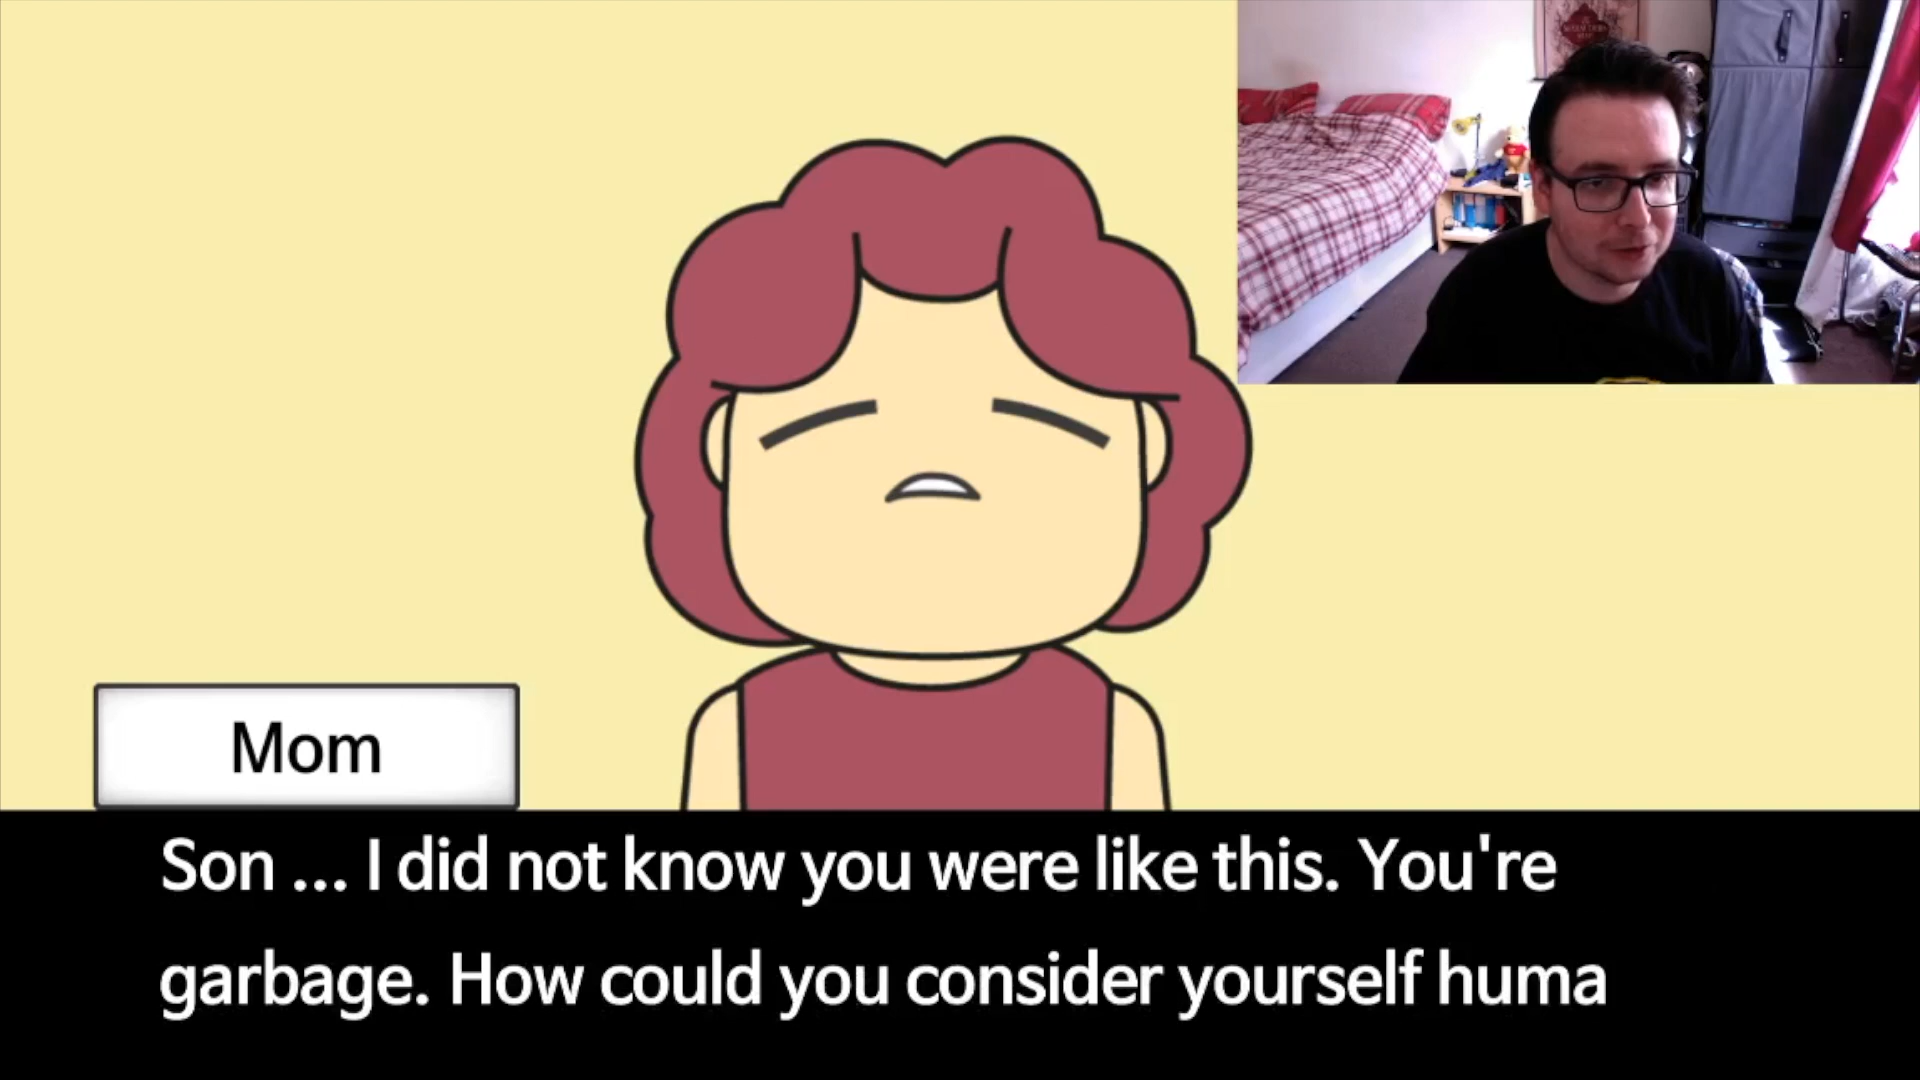 Mom
Son ... I did not know you were like this. You're
garbage. How could you consider yourself huma